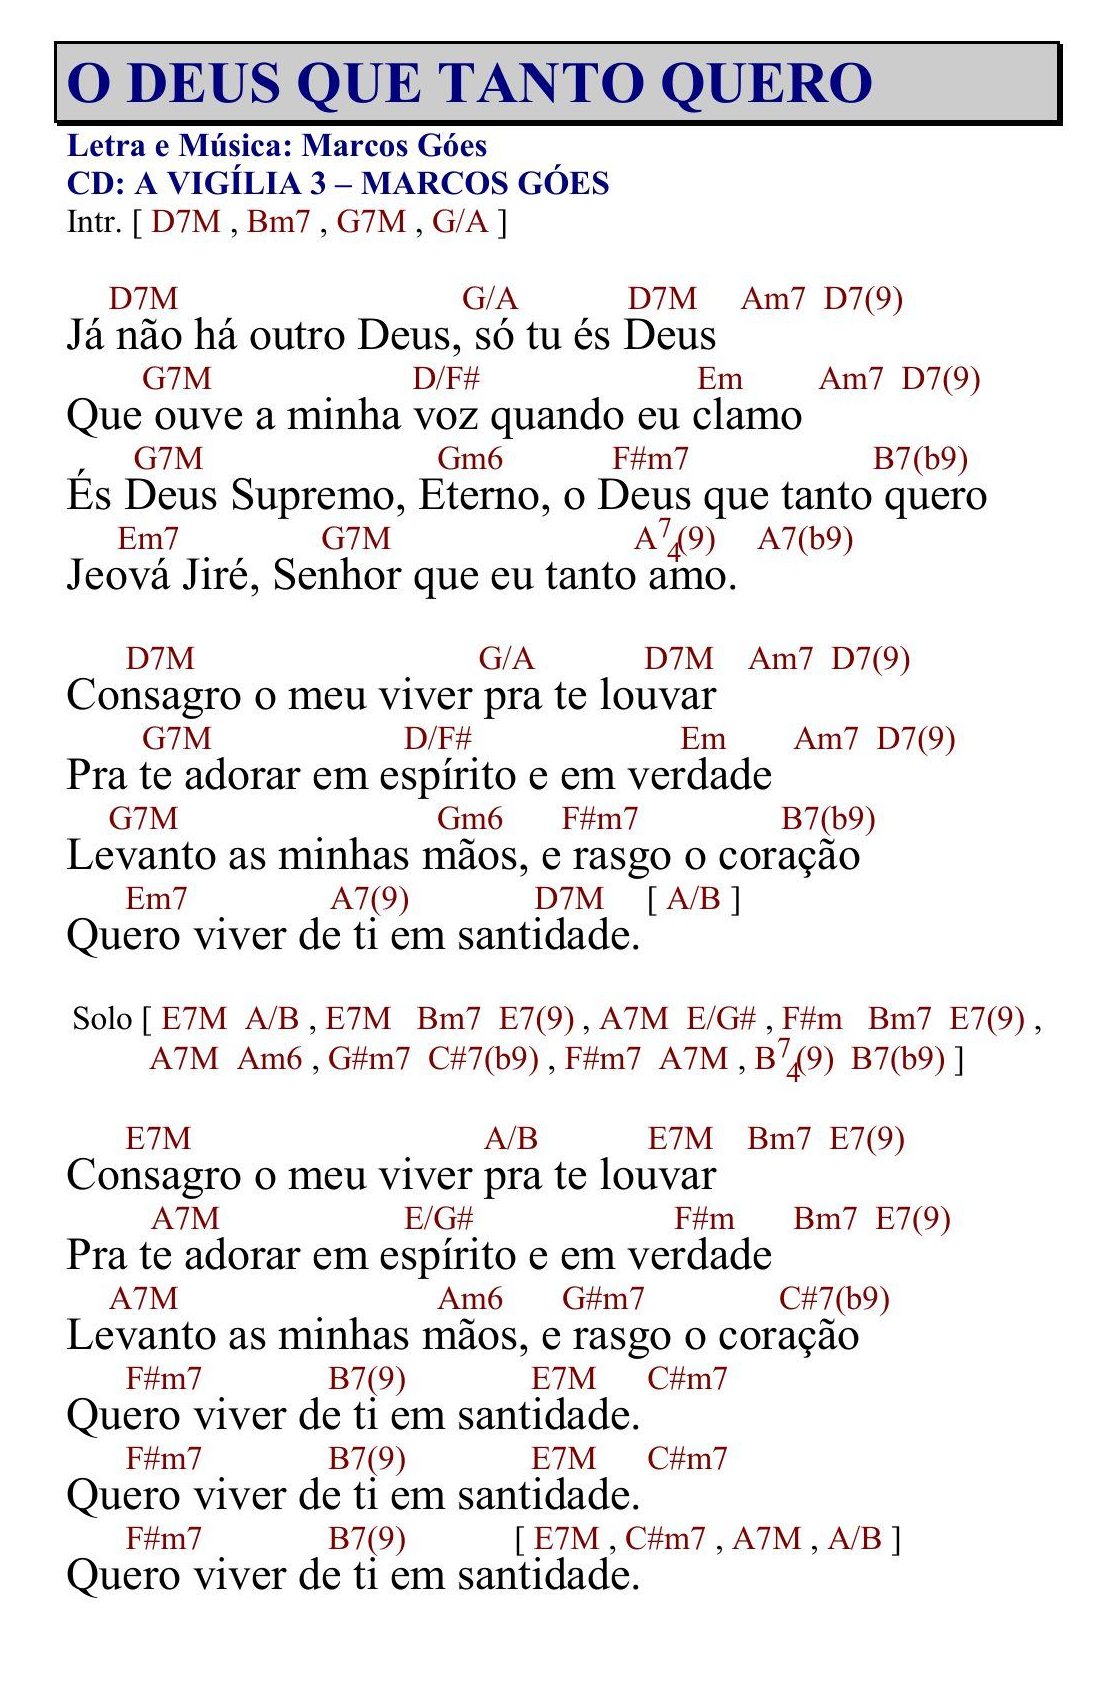 O DEUS QUE TANTO QUERO
Letra e Música: Marcos Góes
CD: A VIGÍLIA 3 – MARCOS GÓES
Intr. [ D7M , Bm7 , G7M , G/A ]
D7M G/A D7M Am7 D7(9)
Já não há outro Deus, só tu és Deus
G7M D/F# Em Am7 D7(9)
Que ouve a minha voz quando eu clamo
G7M Gm6 F#m7 B7(b9)
És Deus Supremo, Eterno, o Deus que tanto quero
Em7 G7M A7/4(9) A7(b9)
Jeová Jiré, Senhor que eu tanto amo.
D7M G/A D7M Am7 D7(9)
Consagro o meu viver pra te louvar
G7M D/F# Em Am7 D7(9)
Pra te adorar em espírito e em verdade
G7M Gm6 F#m7 B7(b9)
Levanto as minhas mãos, e rasgo o coração
Em7 A7(9) D7M [ A/B ]
Quero viver de ti em santidade.
Solo [ E7M A/B , E7M Bm7 E7(9) , A7M E/G# , F#m Bm7 E7(9) ,
A7M Am6 , G#m7 C#7(b9) , F#m7 A7M , B7/4(9) B7(b9) ]
E7M A/B E7M Bm7 E7(9)
Consagro o meu viver pra te louvar
A7M E/G# F#m Bm7 E7(9)
Pra te adorar em espírito e em verdade
A7M Am6 G#m7 C#7(b9)
Levanto as minhas mãos, e rasgo o coração
F#m7 B7(9) E7M C#m7
Quero viver de ti em santidade.
F#m7 B7(9) E7M C#m7
Quero viver de ti em santidade.
F#m7 B7(9) [ E7M , C#m7 , A7M , A/B ]
Quero viver de ti em santidade.